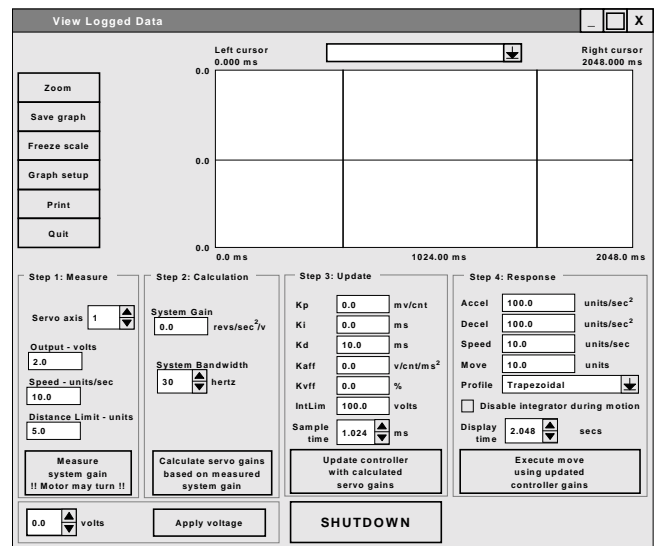 View Logged Data
_ X
Left cursor
0.000 ms
Right cursor
2048.000 ms
Zoom
Save graph
Freeze scale
Graph setup
Print
Quit
0.0
0.0
0.0
0.0 ms 1024.00 ms 2048.0 ms
Step 1: Measure
Servo axis 1
Output - volts
2.0
Speed - units/sec
10.0
Distance Limit - units
5.0
Measure
system gain
!! Motor may turn !!
Step 2: Calculation
System Gain
0.0 revs/sec²/v
System Bandwidth
30 hertz
Calculate servo gains
based on measured
system gain
Step 3: Update
Kp 0.0 mv/cnt
Ki 0.0 ms
Kd 10.0 ms
Kaff 0.0 v/cnt/ms²
Kvff 0.0 %
IntLim 100.0 volts
Sample
time 1.024 ms
Update controller
with calculated
servo gains
Step 4: Response
Accel 100.0 units/sec²
Decel 100.0 units/sec²
Speed 10.0 units/sec
Move 10.0 units
Profile Trapezoidal
Disable integrator during motion
Display
time 2.048 secs
Execute move
using updated
controller gains
0.0 volts
Apply voltage
SHUTDOWN